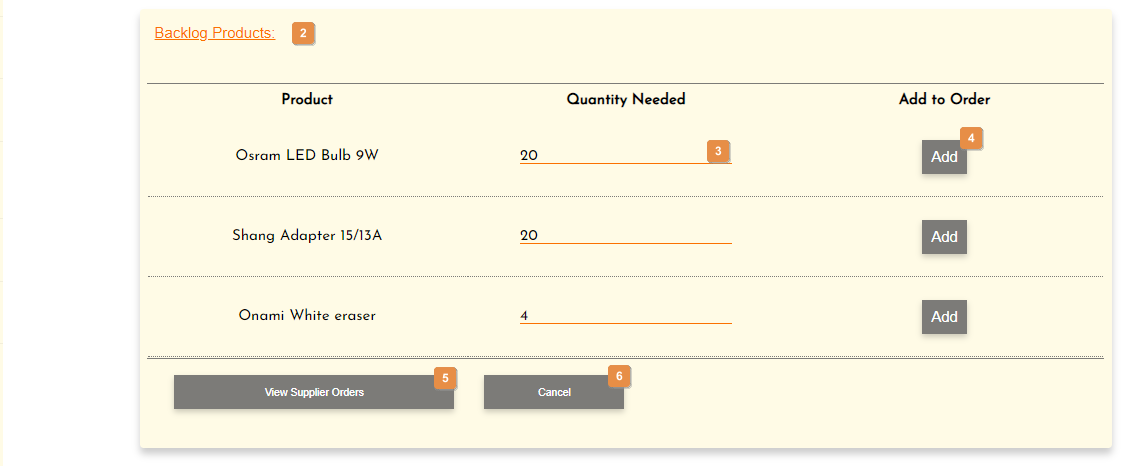 Backlog Products: 2
Product Quantity Needed Add to Order
4
Osram LED Bulb 9W 20 3 Add
Shang Adapter 15/13A 20 Add
Onami White eraser 4 Add
5 6
View Supplier Orders Cancel